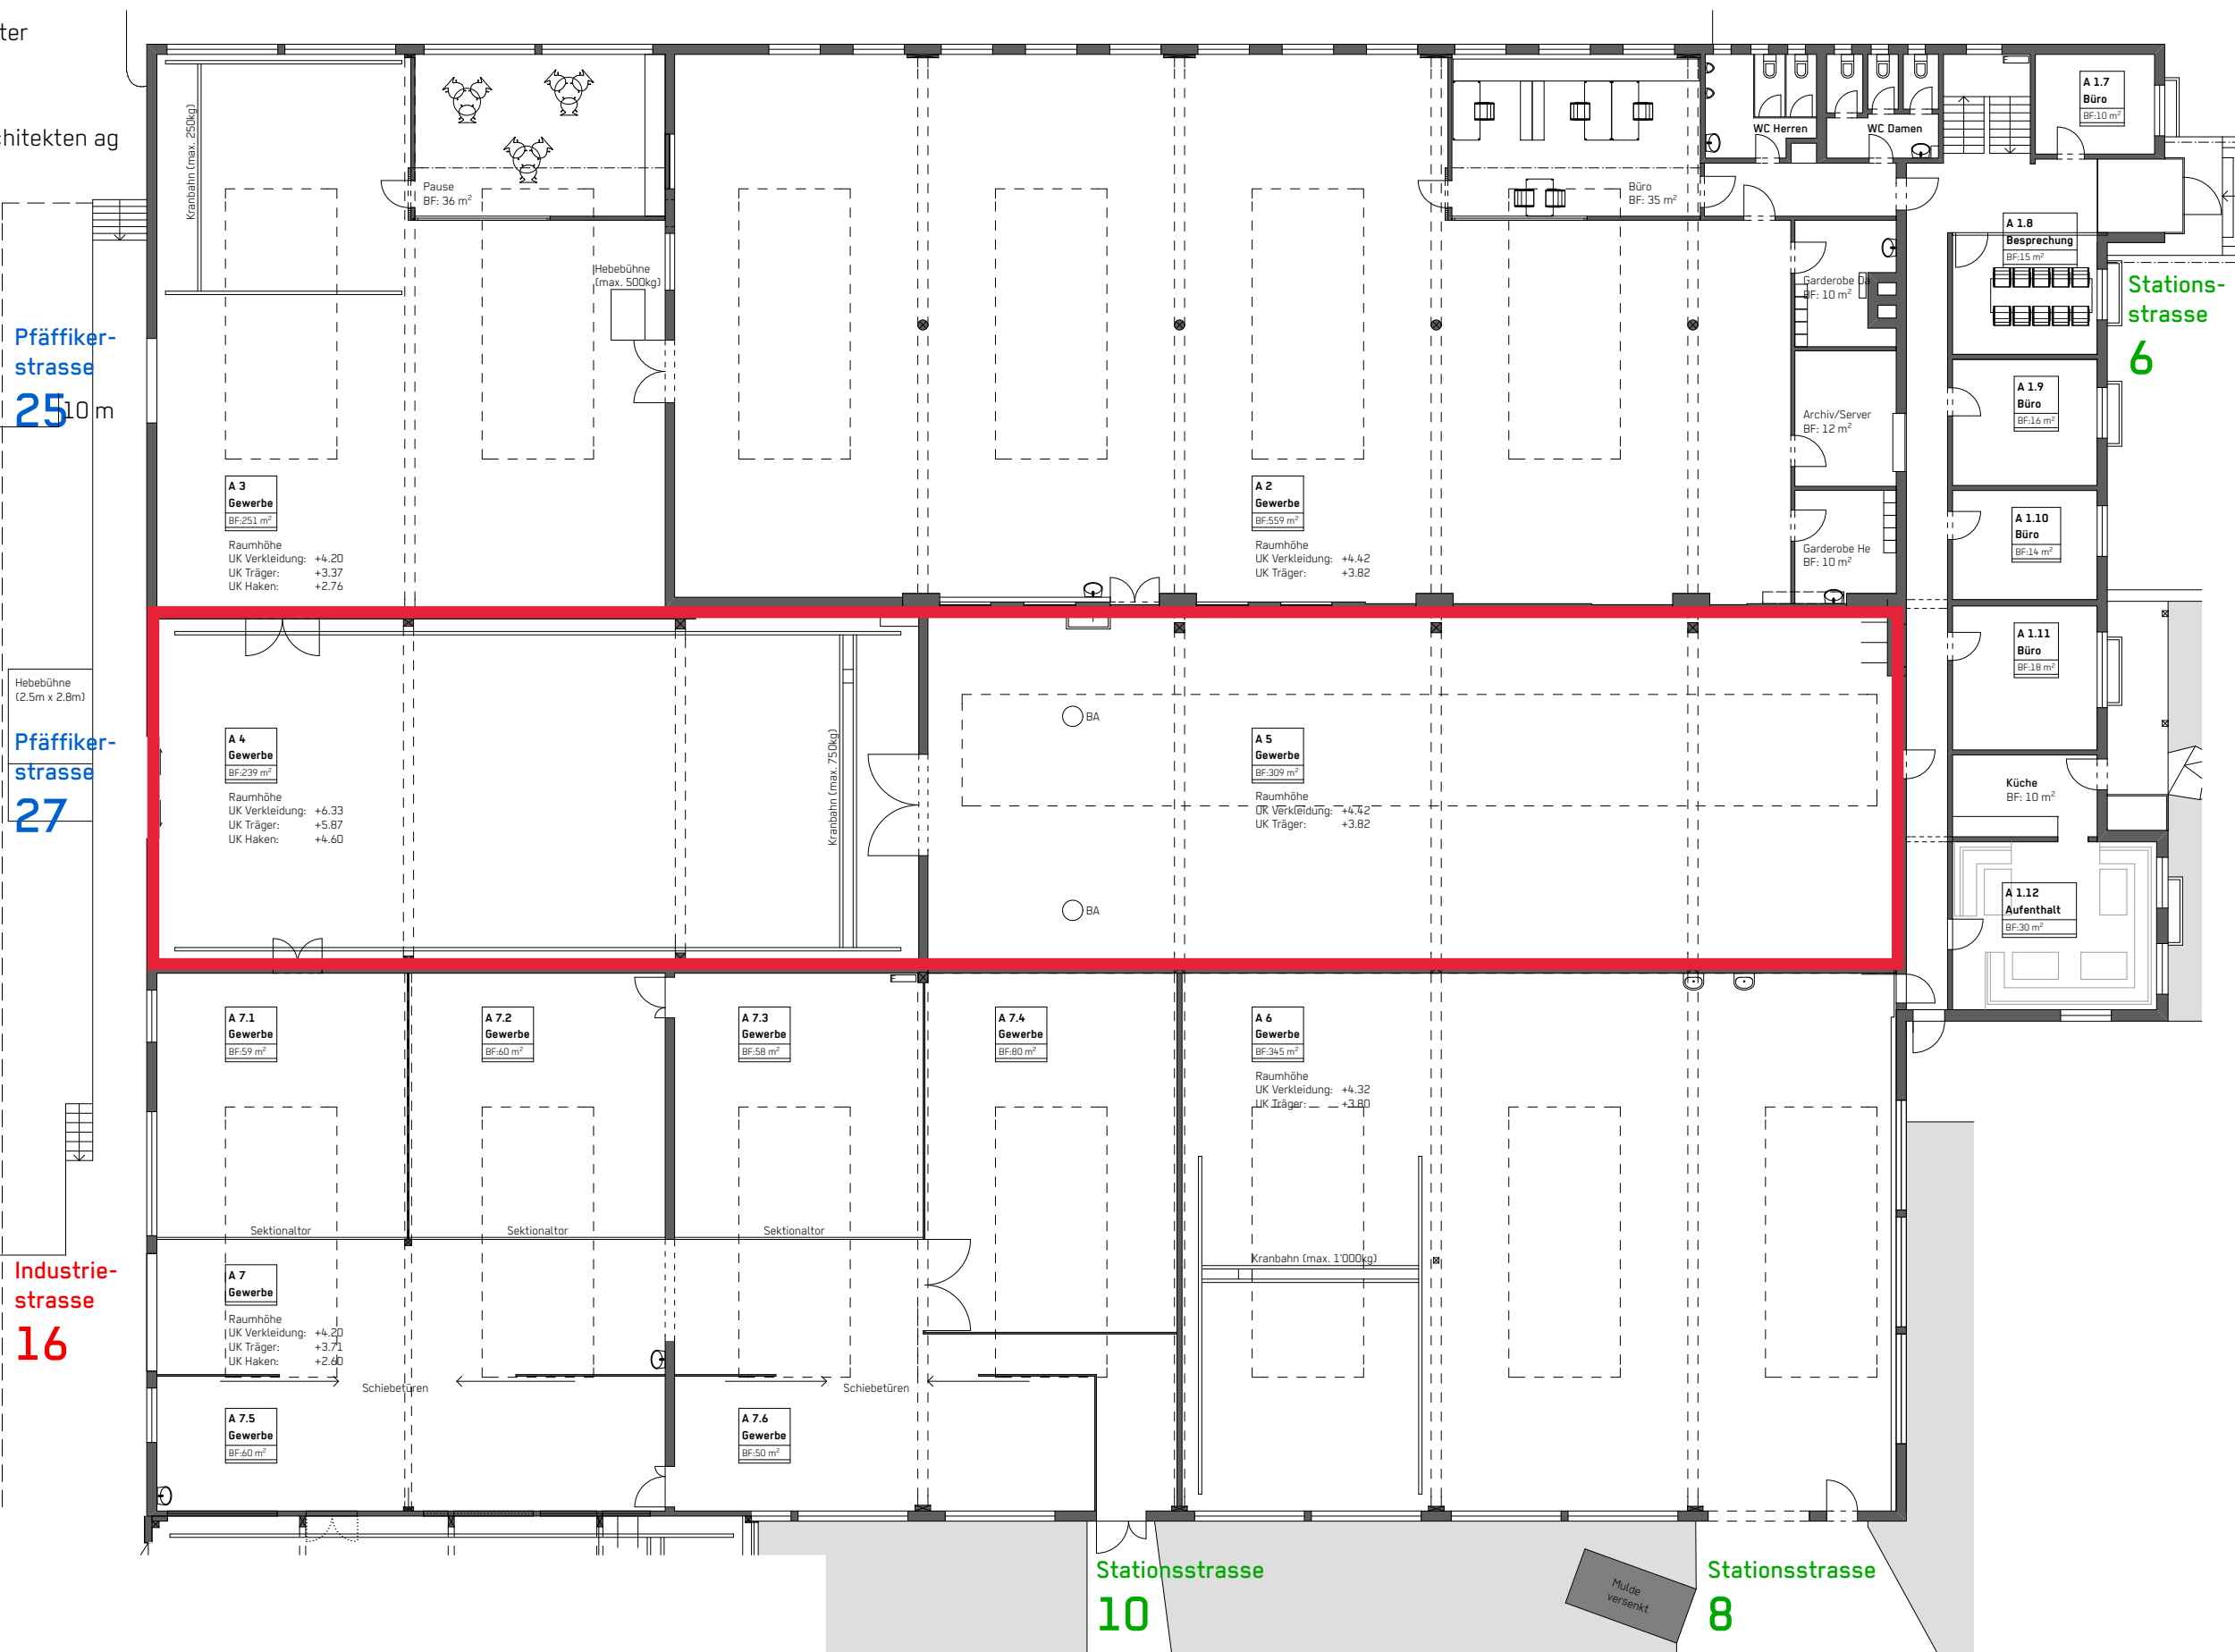 ter
chitekten ag
Pfäffiker-
strasse
25
10 m
Hebebühne
(2.5m x 2.8m)
Pfäffiker-
strasse
27
Industrie-
strasse
16
Kranbahn (max. 250kg)
Pause
BF: 36 m²
Hebebühne
(max. 500kg)
A 3
Gewerbe
BF:251 m²
Raumhöhe
UK Verkleidung: +4.20
UK Träger: +3.37
UK Haken: +2.76
A 2
Gewerbe
BF:559 m²
Raumhöhe
UK Verkleidung: +4.42
UK Träger: +3.82
Büro
BF: 35 m²
WC Herren
WC Damen
A 1.7
Büro
BF:10 m²
A 1.8
Besprechung
BF:15 m²
Stations-
strasse
6
Garderobe Da
BF: 10 m²
Archiv/Server
BF: 12 m²
Garderobe He
BF: 10 m²
A 1.9
Büro
BF:16 m²
A 1.10
Büro
BF:14 m²
A 1.11
Büro
BF:18 m²
Küche
BF: 10 m²
A 1.12
Aufenthalt
BF:30 m²
A 4
Gewerbe
BF:239 m²
Raumhöhe
UK Verkleidung: +6.33
UK Träger: +5.87
UK Haken: +4.60
Kranbahn (max. 750kg)
BA
BA
A 5
Gewerbe
BF:309 m²
Raumhöhe
UK Verkleidung: +4.42
UK Träger: +3.82
A 7.1
Gewerbe
BF:59 m²
A 7.2
Gewerbe
BF:60 m²
A 7.3
Gewerbe
BF:58 m²
A 7.4
Gewerbe
BF:80 m²
A 6
Gewerbe
BF:345 m²
Raumhöhe
UK Verkleidung: +4.32
UK Träger: +3.80
Sektionaltor
Sektionaltor
Sektionaltor
Kranbahn (max. 1'000kg)
A 7
Gewerbe
Raumhöhe
UK Verkleidung: +4.20
UK Träger: +3.71
UK Haken: +2.60
Schiebetüren
Schiebetüren
A 7.5
Gewerbe
BF:60 m²
A 7.6
Gewerbe
BF:50 m²
Stationsstrasse
10
Mulde
versenkt
Stationsstrasse
8